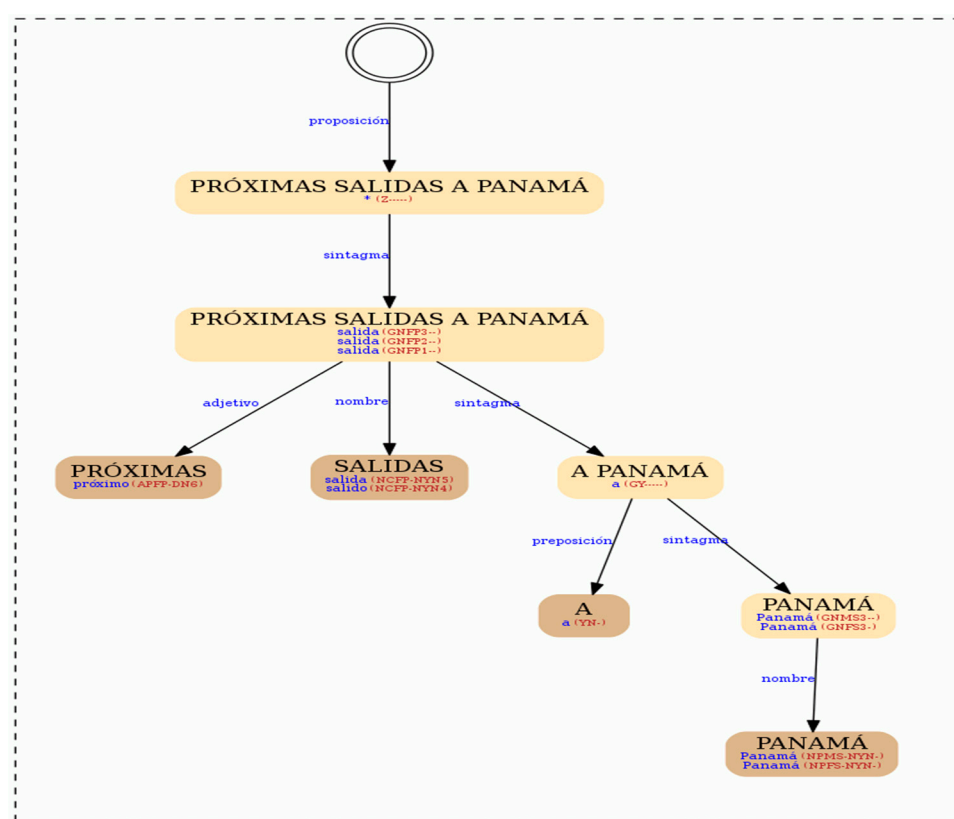 proposición
PRÓXIMAS SALIDAS A PANAMÁ
* (Z-----)
sintagma
PRÓXIMAS SALIDAS A PANAMÁ
salida (GNFP3--)
salida (GNFP2--)
salida (GNFP1--)
adjetivo
nombre
sintagma
PRÓXIMAS
próximo (APFP-DN6)
SALIDAS
salida (NCFP-NYN5)
salido (NCFP-NYN4)
A PANAMÁ
a (GY-----)
preposición
sintagma
A
a (YN-)
PANAMÁ
Panamá (GNMS3--)
Panamá (GNFS3-)
nombre
PANAMÁ
Panamá (NPMS-NYN-)
Panamá (NPFS-NYN-)